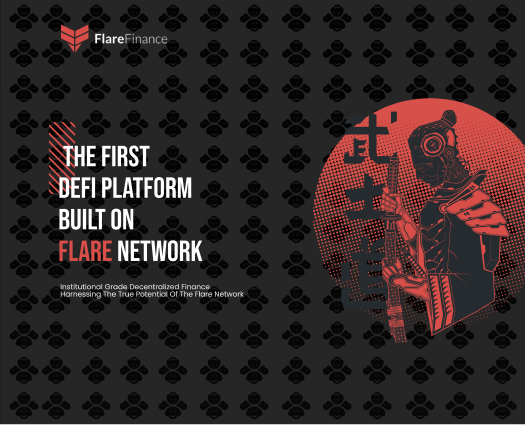 FlareFinance
THE FIRST
DEFI PLATFORM
BUILT ON
FLARE NETWORK
Institutional Grade Decentralized Finance
Harnessing The True Potential Of The Flare Network
武
士